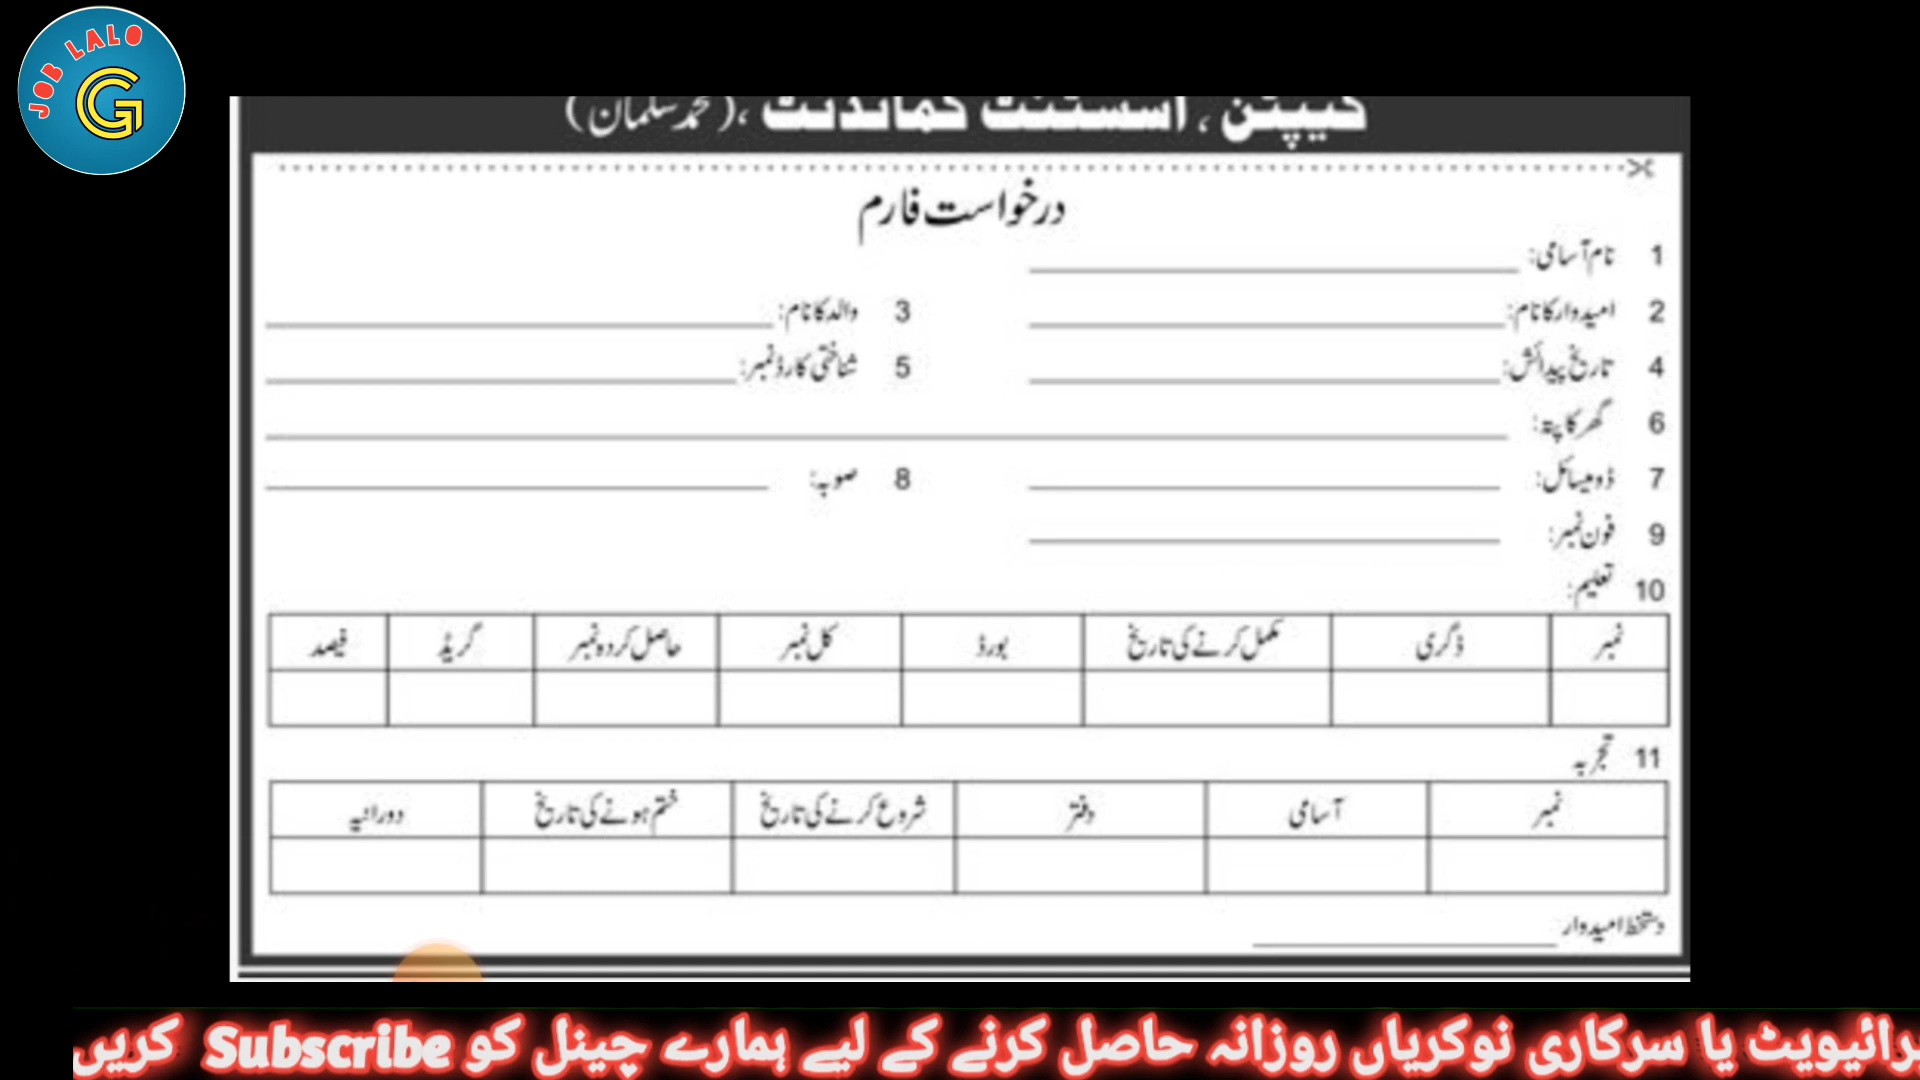 JOB LALO G
کیپٹن، اسسٹنٹ کمانڈنٹ، (محمد سلمان)
درخواست فارم
1 نام آسامی:
2 امیدوار کا نام: 3 والد کا نام:
4 تاریخ پیدائش: 5 شناختی کارڈ نمبر:
6 گھر کا پتہ:
7 ڈومیسائل: 8 صوبہ:
9 فون نمبر:
10 تعلیم:
نمبر ڈگری مکمل کرنے کی تاریخ بورڈ کل نمبر حاصل کردہ نمبر گریڈ فیصد
11 تجربہ
نمبر آسامی دفتر شروع کرنے کی تاریخ ختم ہونے کی تاریخ دورانیہ
دستخط امیدوار
یا سرکاری نوکریاں روزانہ حاصل کرنے کے لیے ہمارے چینل کو Subscribe کریں